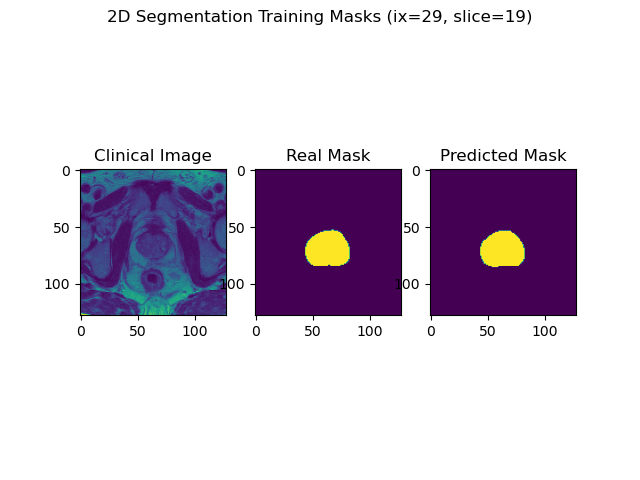 2D Segmentation Training Masks (ix=29, slice=19)
Clinical Image Real Mask Predicted Mask
0 0 0
50 50 50
100 100 100
0 50 100 0 50 100 0 50 100